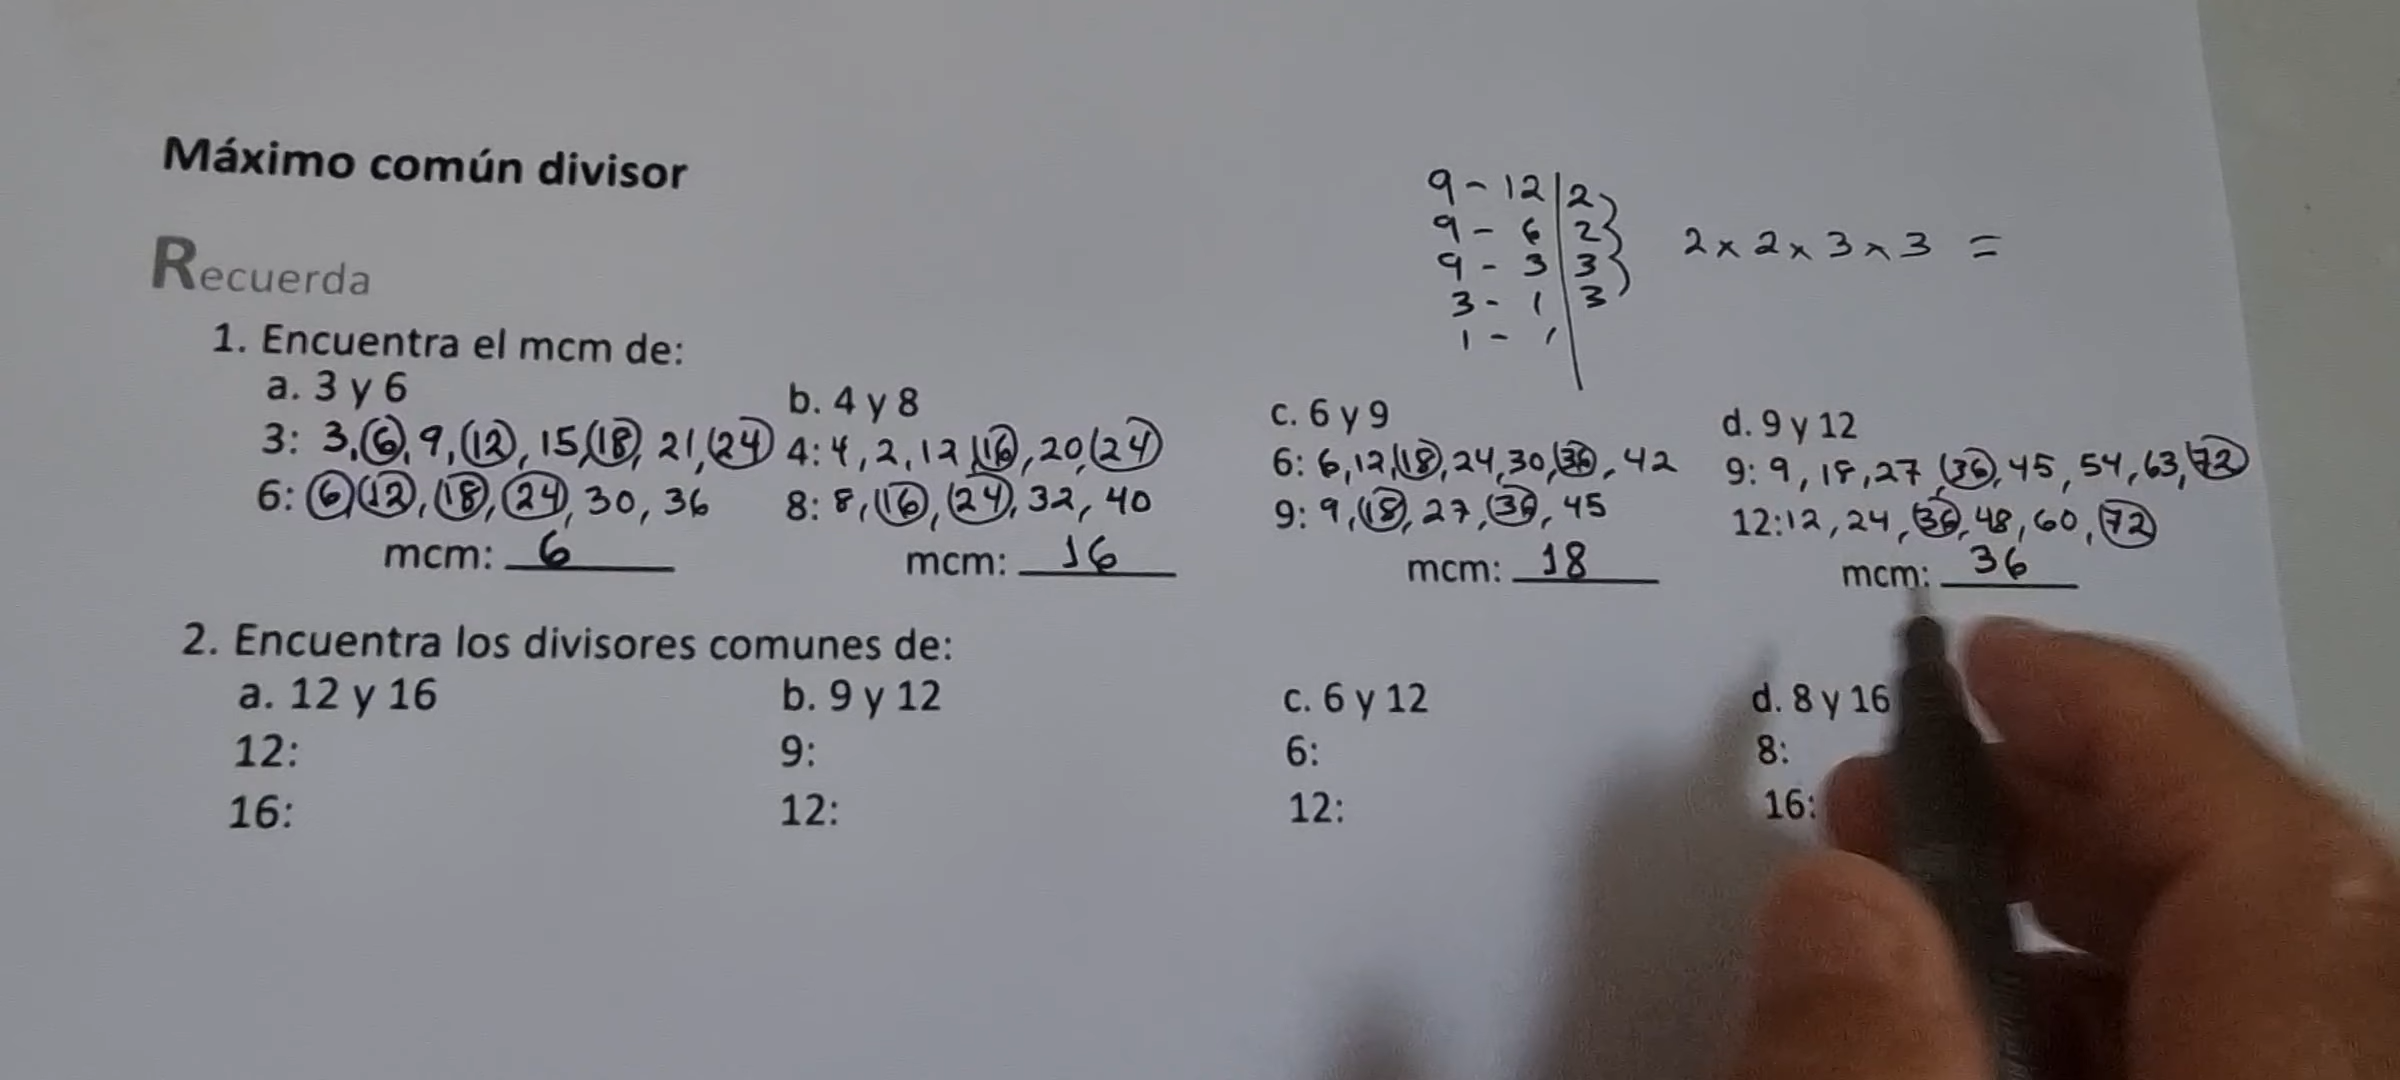 Máximo común divisor
9 - 12 | 2
9 - 6 | 2
9 - 3 | 3
3 - 1 | 3
1 - 1
2 x 2 x 3 x 3 =
Recuerda
1. Encuentra el mcm de:
a. 3 y 6
3: 3, 6, 9, 12, 15, 18, 21, 24
6: 6, 12, 18, 24, 30, 36
mcm: 6
b. 4 y 8
4: 4, 2, 12, 16, 20, 24
8: 8, 16, 24, 32, 40
mcm: 16
c. 6 y 9
6: 6, 12, 18, 24, 30, 36, 42
9: 9, 18, 27, 36, 45
mcm: 18
d. 9 y 12
9: 9, 18, 27, 36, 45, 54, 63, 72
12: 12, 24, 36, 48, 60, 72
mcm: 36
2. Encuentra los divisores comunes de:
a. 12 y 16
12:
16:
b. 9 y 12
9:
12:
c. 6 y 12
6:
12:
d. 8 y 16
8:
16: